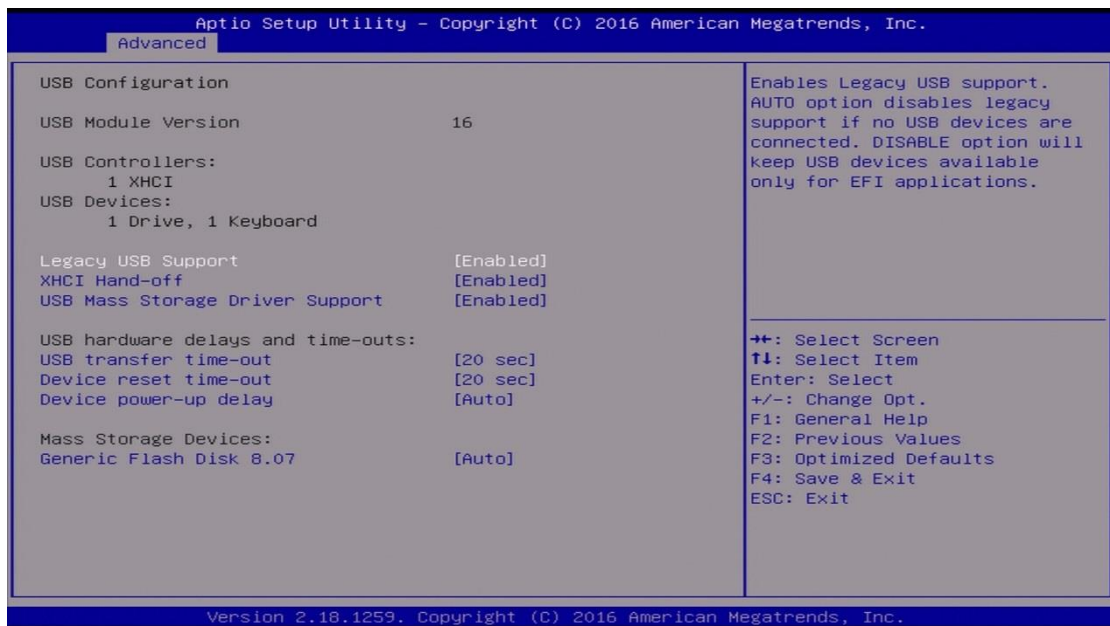 Aptio Setup Utility – Copyright (C) 2016 American Megatrends, Inc.
Advanced
USB Configuration
USB Module Version 16
USB Controllers:
1 XHCI
USB Devices:
1 Drive, 1 Keyboard
Legacy USB Support [Enabled]
XHCI Hand-off [Enabled]
USB Mass Storage Driver Support [Enabled]
USB hardware delays and time-outs:
USB transfer time-out [20 sec]
Device reset time-out [20 sec]
Device power-up delay [Auto]
Mass Storage Devices:
Generic Flash Disk 8.07 [Auto]
Enables Legacy USB support.
AUTO option disables legacy
support if no USB devices are
connected. DISABLE option will
keep USB devices available
only for EFI applications.
→←: Select Screen
↑↓: Select Item
Enter: Select
+/-: Change Opt.
F1: General Help
F2: Previous Values
F3: Optimized Defaults
F4: Save & Exit
ESC: Exit
Version 2.18.1259. Copyright (C) 2016 American Megatrends, Inc.